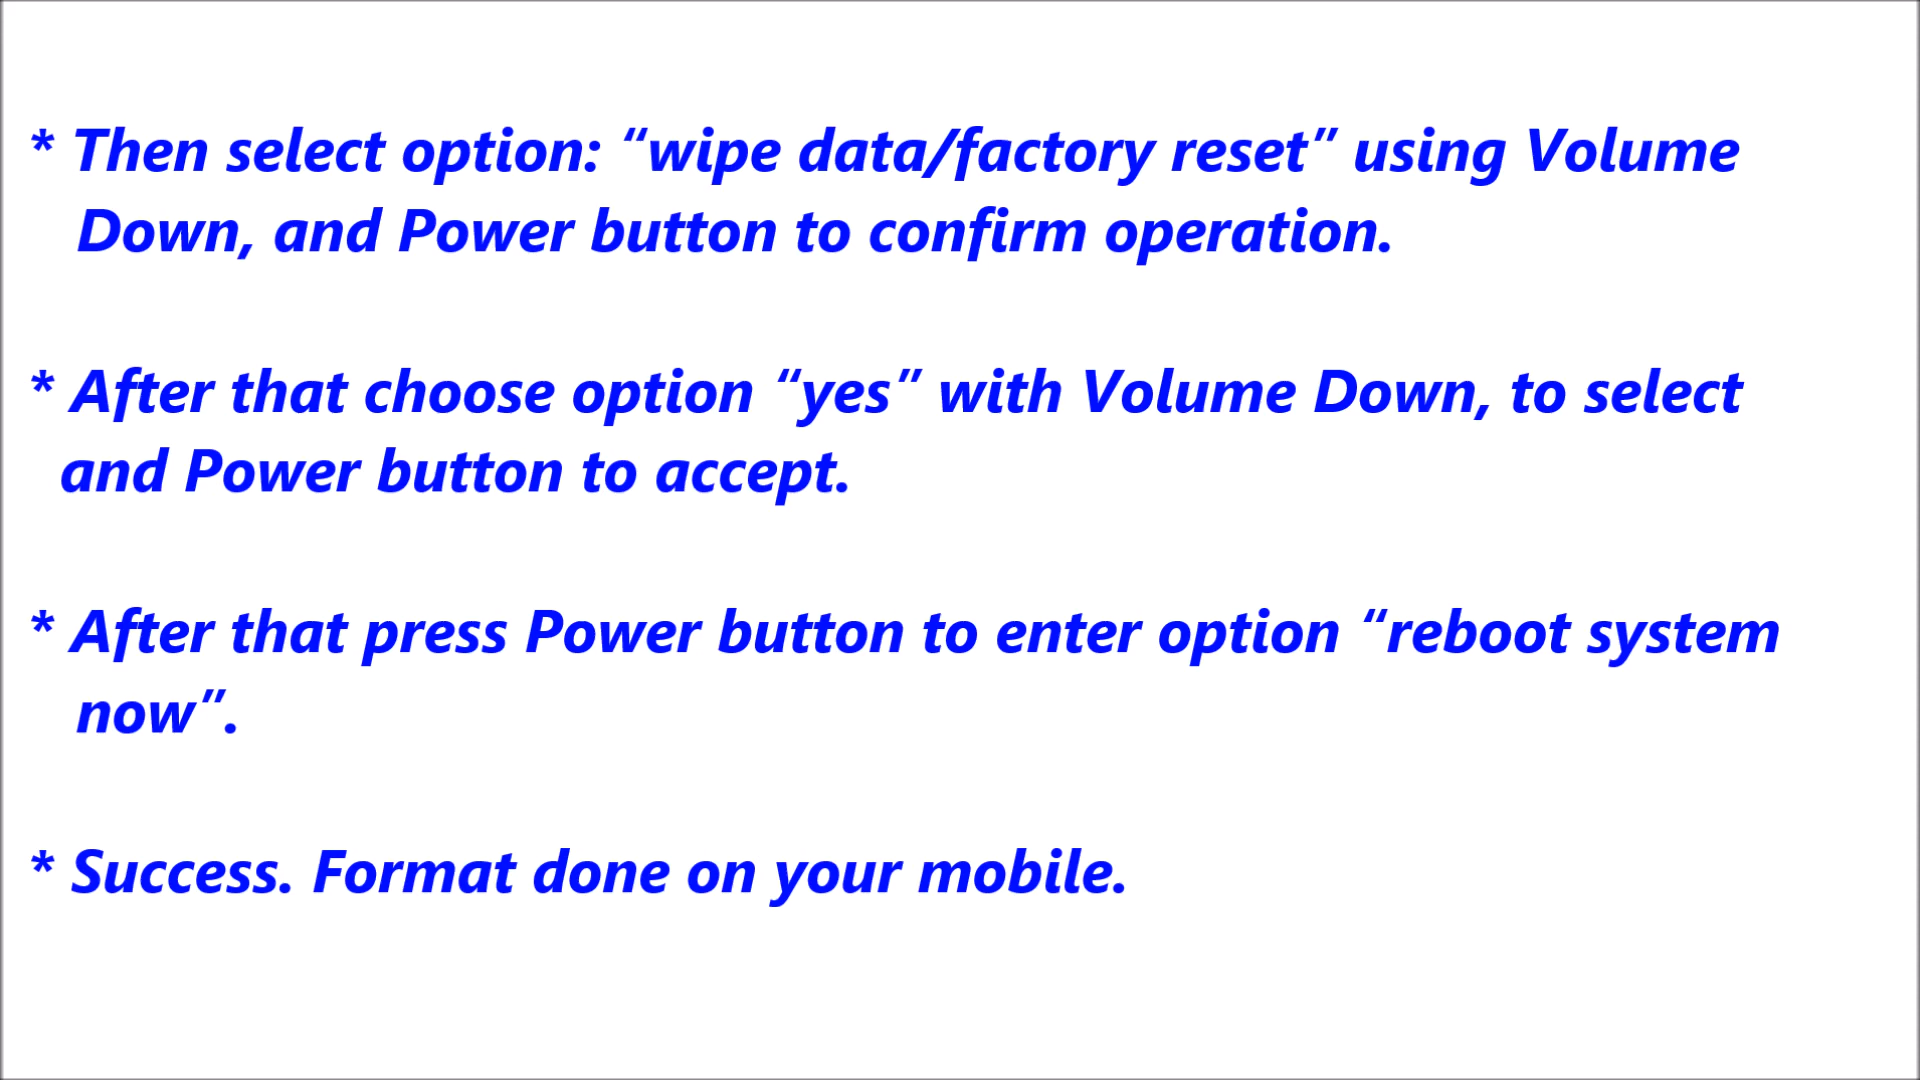 * Then select option: “wipe data/factory reset” using Volume
Down, and Power button to confirm operation.
* After that choose option “yes” with Volume Down, to select
and Power button to accept.
* After that press Power button to enter option “reboot system
now”.
* Success. Format done on your mobile.